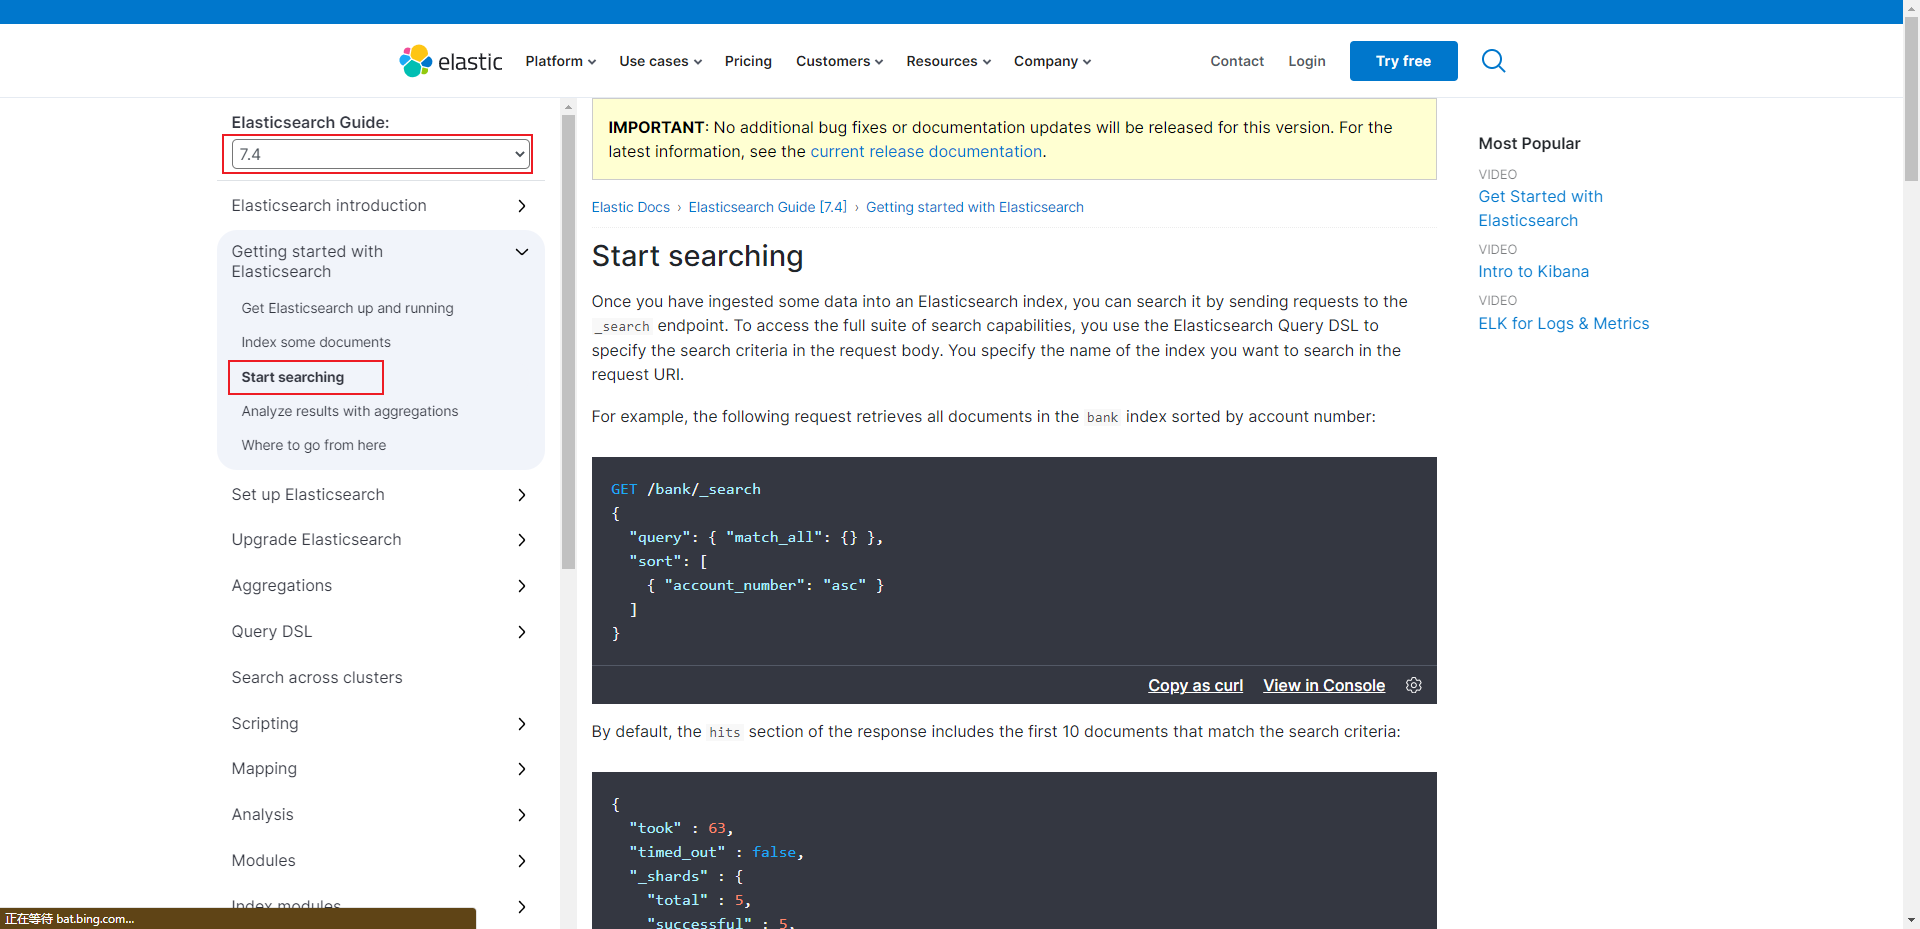 elastic
Platform
Use cases
Pricing
Customers
Resources
Company
Contact
Login
Try free
Elasticsearch Guide:
7.4
Elasticsearch introduction
Getting started with
Elasticsearch
Get Elasticsearch up and running
Index some documents
Start searching
Analyze results with aggregations
Where to go from here
Set up Elasticsearch
Upgrade Elasticsearch
Aggregations
Query DSL
Search across clusters
Scripting
Mapping
Analysis
Modules
Index modules
正在等待 bat.bing.com...
IMPORTANT: No additional bug fixes or documentation updates will be released for this version. For the
latest information, see the current release documentation.
Elastic Docs › Elasticsearch Guide [7.4] › Getting started with Elasticsearch
Start searching
Once you have ingested some data into an Elasticsearch index, you can search it by sending requests to the
_search endpoint. To access the full suite of search capabilities, you use the Elasticsearch Query DSL to
specify the search criteria in the request body. You specify the name of the index you want to search in the
request URI.
For example, the following request retrieves all documents in the bank index sorted by account number:
GET /bank/_search
{
"query": { "match_all": {} },
"sort": [
{ "account_number": "asc" }
]
}
Copy as curl
View in Console
By default, the hits section of the response includes the first 10 documents that match the search criteria:
{
"took" : 63,
"timed_out" : false,
"_shards" : {
"total" : 5,
"successful" : 5,
Most Popular
VIDEO
Get Started with
Elasticsearch
VIDEO
Intro to Kibana
VIDEO
ELK for Logs & Metrics